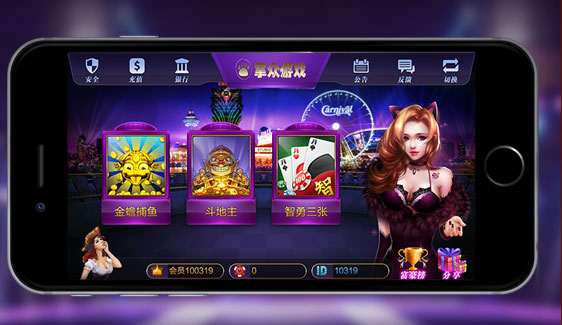 安全
充值
银行
掌众游戏
公告
反馈
切换
Carnival
金蟾捕鱼
斗地主
智勇三张
智
会员100319
0
ID
10319
富豪榜
分享